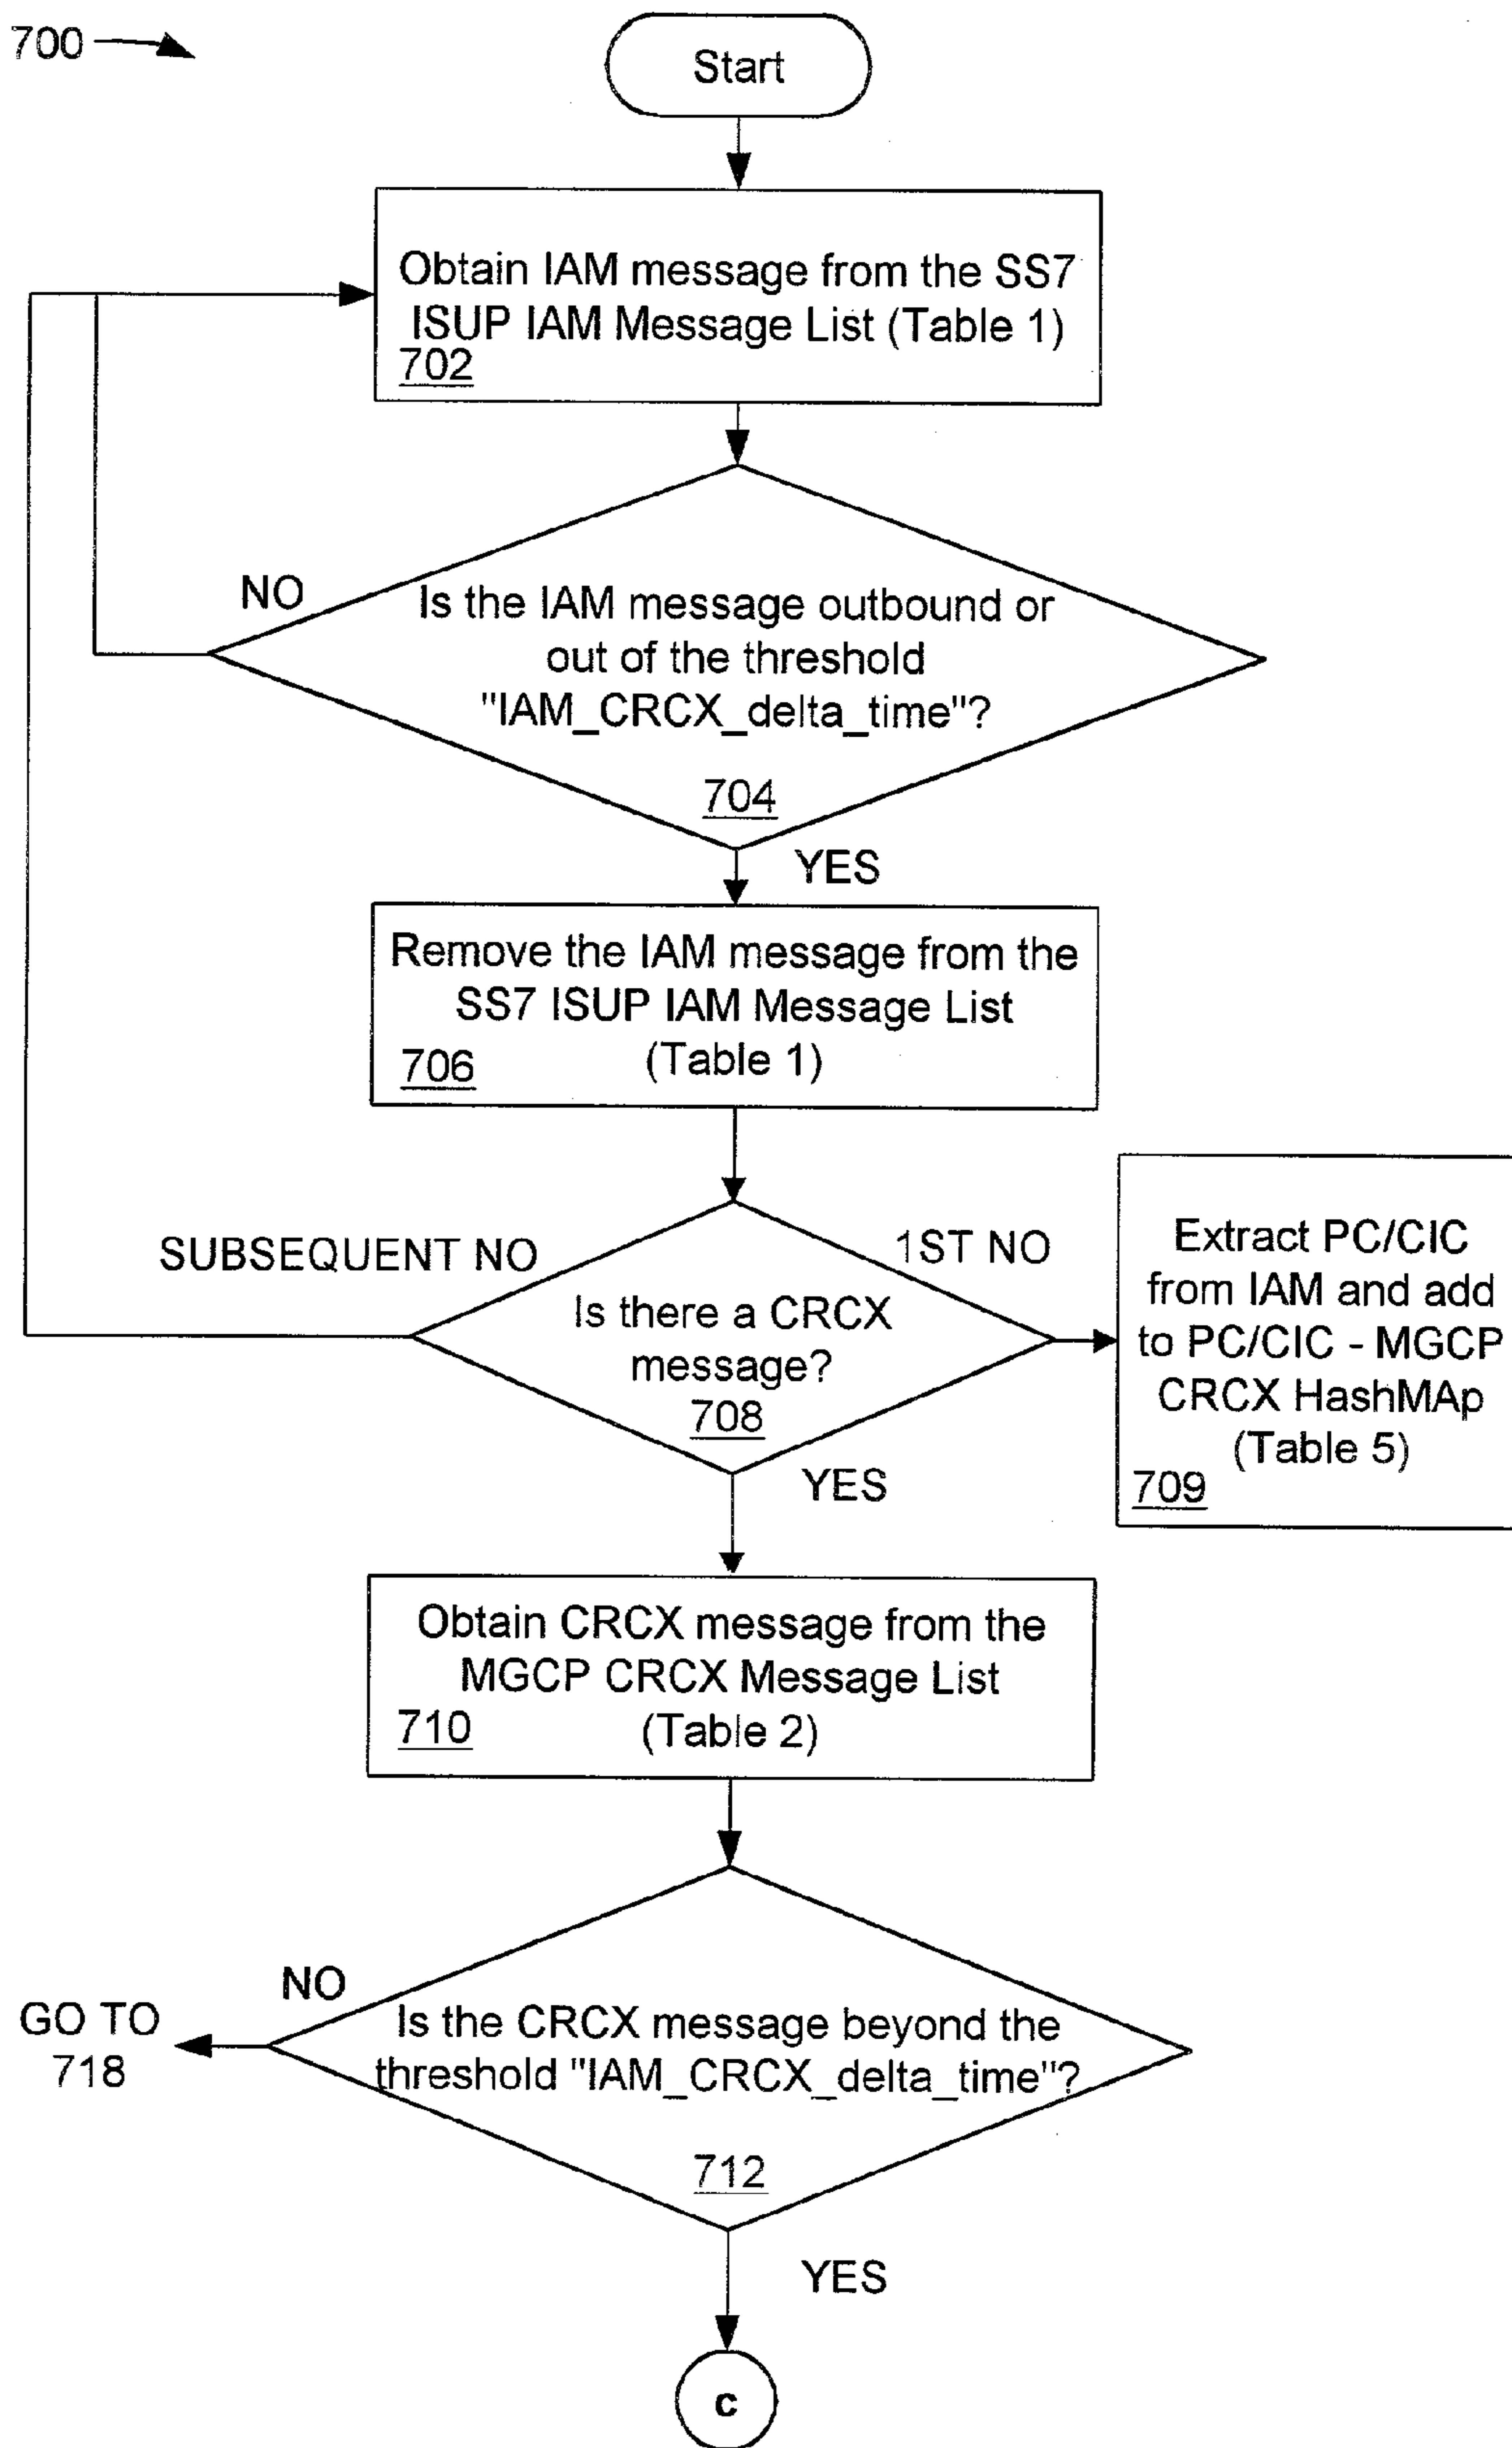 700
Start
Obtain IAM message from the SS7
ISUP IAM Message List (Table 1)
702
NO
Is the IAM message outbound or
out of the threshold
"IAM_CRCX_delta_time"?
704
YES
Remove the IAM message from the
SS7 ISUP IAM Message List
(Table 1)
706
SUBSEQUENT NO
1ST NO
Is there a CRCX
message?
708
YES
Extract PC/CIC
from IAM and add
to PC/CIC - MGCP
CRCX HashMAp
(Table 5)
709
Obtain CRCX message from the
MGCP CRCX Message List
(Table 2)
710
NO
GO TO
718
Is the CRCX message beyond the
threshold "IAM_CRCX_delta_time"?
712
YES
c